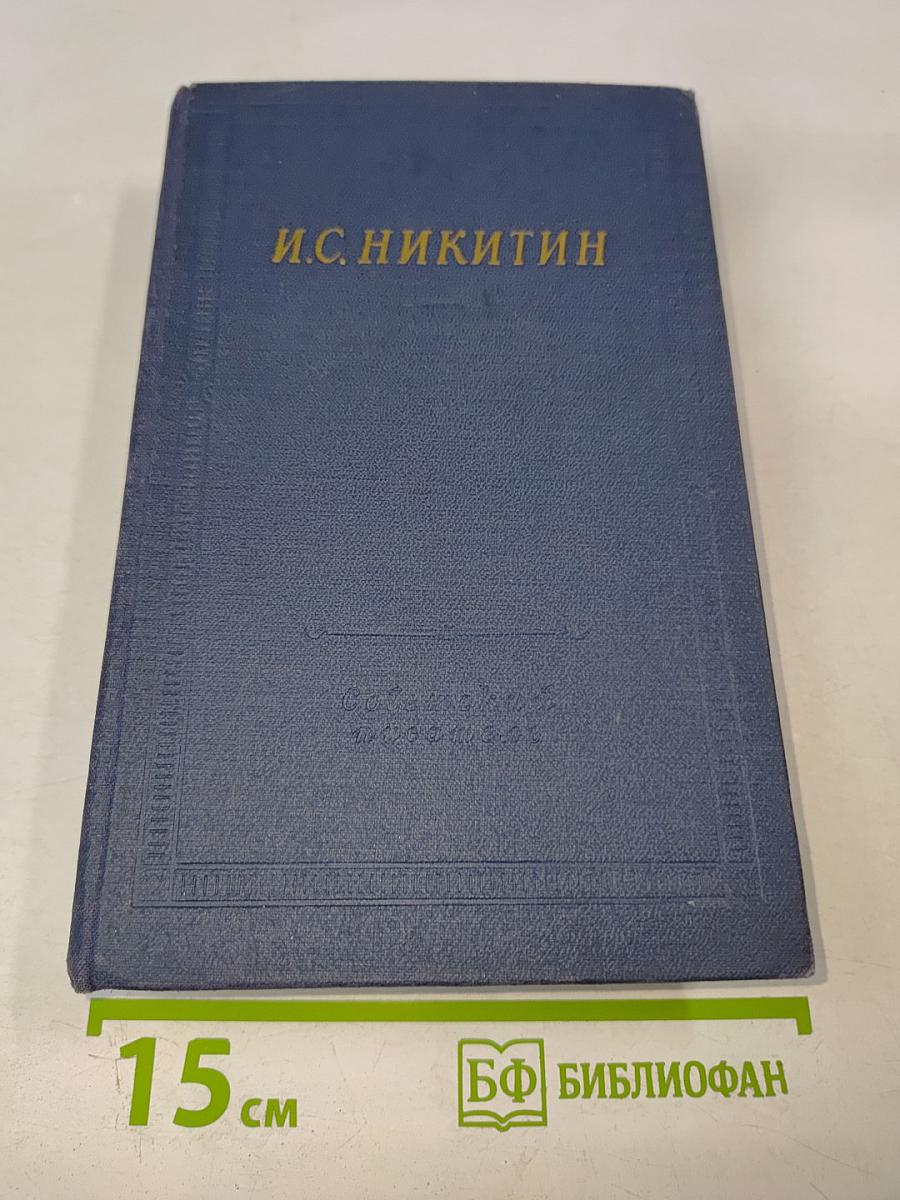 И.С. НИКИТИН
Советский
писатель
15 см
БФ БИБЛИОФАН